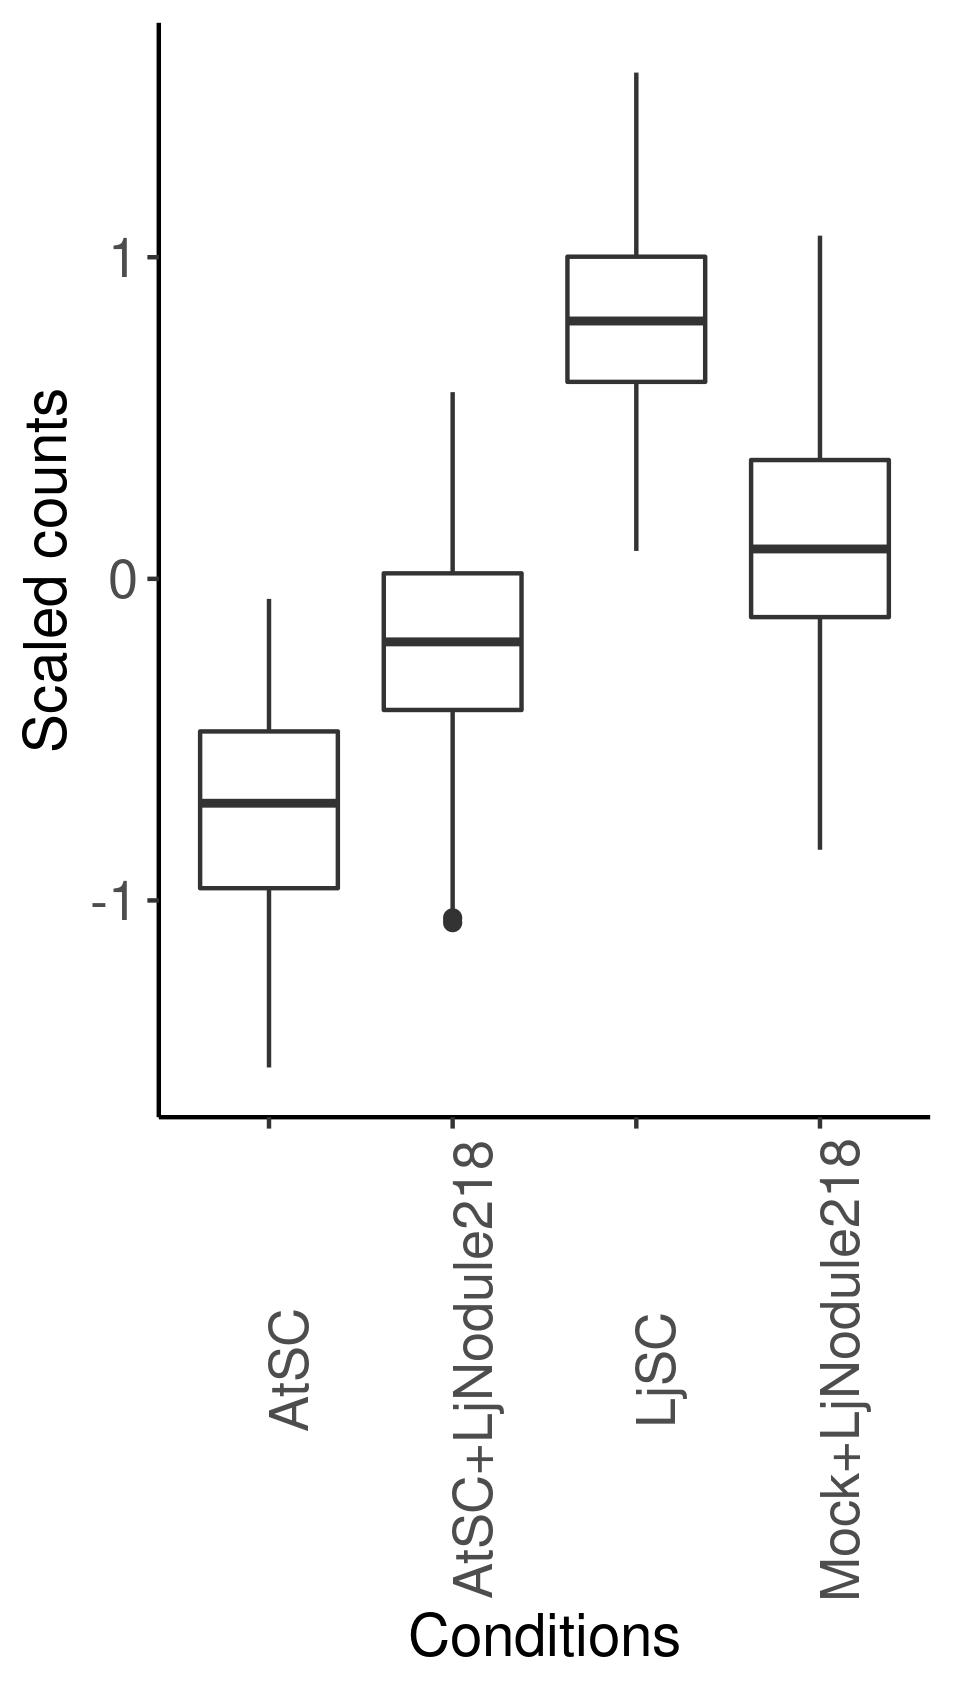 Scaled counts
1
0
-1
AtSC
AtSC+LjNodule218
LjSC
Mock+LjNodule218
Conditions